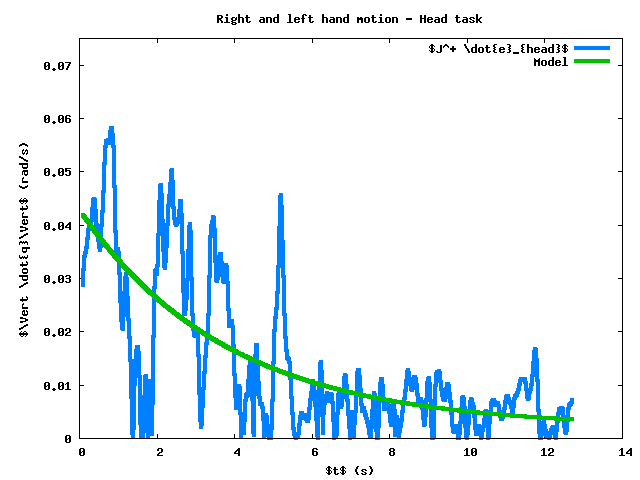 Right and left hand motion - Head task
$J^+ \dot{e}_{head}$
Model
0.07
0.06
0.05
0.04
0.03
0.02
0.01
0
$\Vert \dot{q}\Vert$ (rad/s)
0 2 4 6 8 10 12 14
$t$ (s)